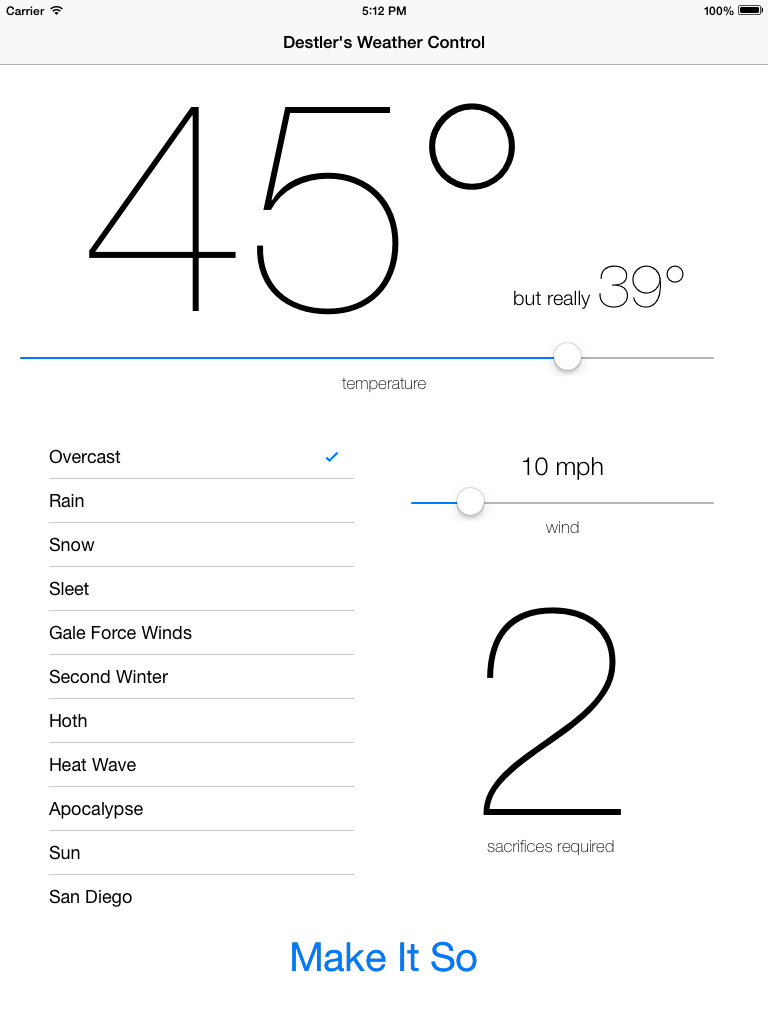 Carrier 5:12 PM 100%
Destler's Weather Control
45°
but really 39°
temperature
Overcast
Rain
Snow
Sleet
Gale Force Winds
Second Winter
Hoth
Heat Wave
Apocalypse
Sun
San Diego
10 mph
wind
2
sacrifices required
Make It So